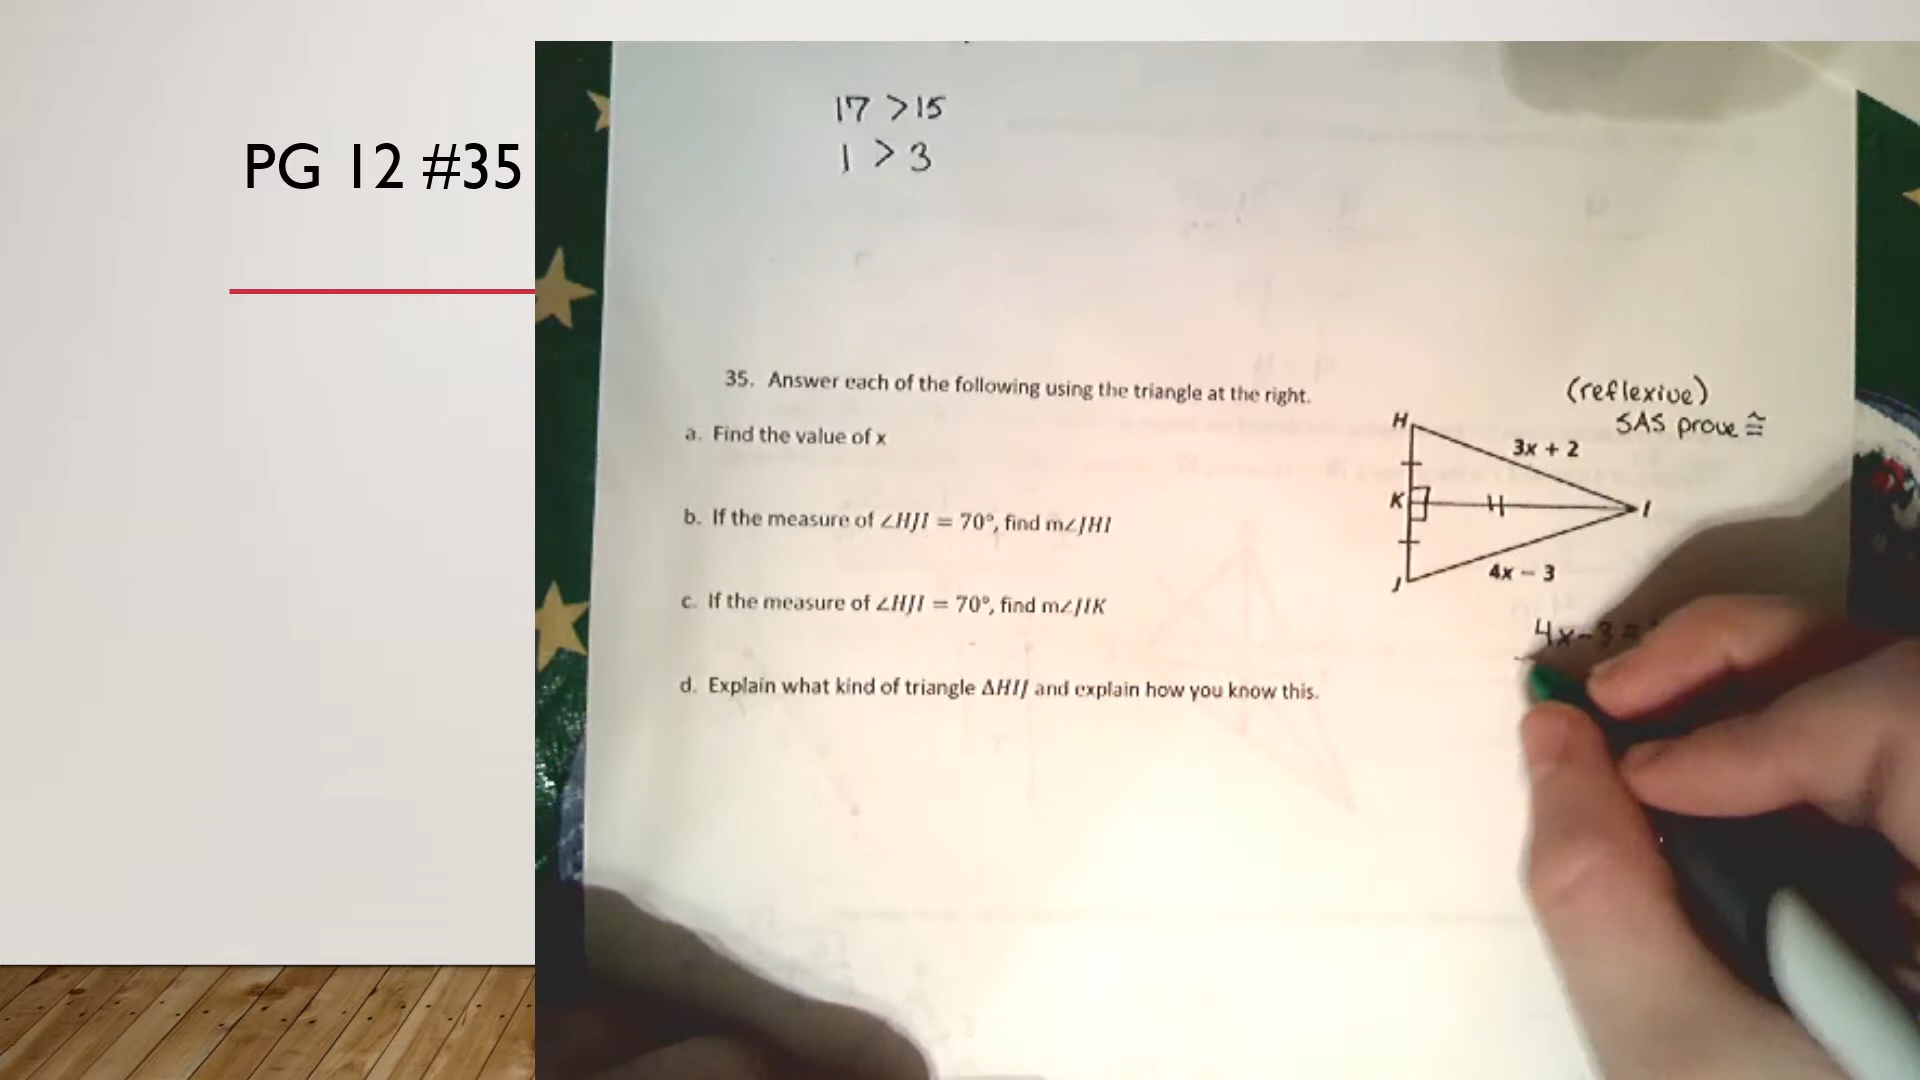 PG 12 #35
17 > 15
1 > 3
35. Answer each of the following using the triangle at the right.
a. Find the value of x
b. If the measure of ∠HJI = 70°, find m∠JHI
c. If the measure of ∠HJI = 70°, find m∠JIK
d. Explain what kind of triangle ΔHIJ and explain how you know this.
(reflexive)
SAS prove ≅
H
3x + 2
K
I
4x – 3
J
4x-3 =